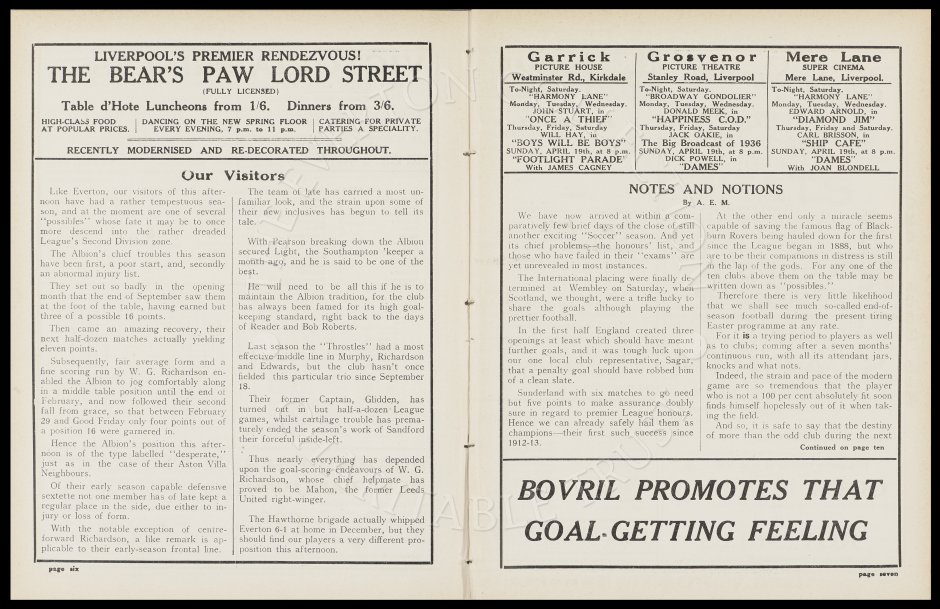 LIVERPOOL'S PREMIER RENDEZVOUS!
THE BEAR'S PAW LORD STREET
(FULLY LICENSED)
Table d'Hote Luncheons from 1/6. Dinners from 3/6.
HIGH-CLASS FOOD
AT POPULAR PRICES.
DANCING ON THE NEW SPRING FLOOR
EVERY EVENING, 7 p.m. to 11 p.m.
CATERING FOR PRIVATE
PARTIES A SPECIALITY.
RECENTLY MODERNISED AND RE-DECORATED THROUGHOUT.
Our Visitors
Like Everton, our visitors of this after-
noon have had a rather tempestuous sea-
son, and at the moment are one of several
"possibles" whose fate it may be to once
more descend into the rather dreaded
League's Second Division zone.
The Albion's chief troubles this season
have been first, a poor start, and, secondly
an abnormal injury list.
They set out so badly in the opening
month that the end of September saw them
at the foot of the table, having earned but
three of a possible 16 points.
Then came an amazing recovery, their
next half-dozen matches actually yielding
eleven points.
Subsequently, fair average form and a
fine scoring run by W. G. Richardson en-
abled the Albion to jog comfortably along
in a middle table position until the end of
February, and now followed their second
fall from grace, so that between February
29 and Good Friday only four points out of
a position 16 were garnered in.
Hence the Albion's position this after-
noon is of the type labelled "desperate,"
just as in the case of their Aston Villa
Neighbours.
Of their early season capable defensive
sextette not one member has of late kept a
regular place in the side, due either to in-
jury or loss of form.
With the notable exception of centre-
forward Richardson, a like remark is ap-
plicable to their early-season frontal line.
The team of late has carried a most un-
familiar look, and the strain upon some of
their new inclusives has begun to tell its
tale.
With Pearson breaking down the Albion
secured Light, the Southampton 'keeper a
month ago, and he is said to be one of the
best.
He will need to be all this if he is to
maintain the Albion tradition, for the club
has always been famed for its high goal-
keeping standard, right back to the days
of Reader and Bob Roberts.
Last season the "Throstles" had a most
effective middle line in Murphy, Richardson
and Edwards, but the club hasn't once
fielded this particular trio since September
18.
Their former Captain, Glidden, has
turned out in but half-a-dozen League
games, whilst cartilage trouble has prema-
turely ended the season's work of Sandford
their forceful inside-left.
Thus nearly everything has depended
upon the goal-scoring endeavours of W. G.
Richardson, whose chief helpmate has
proved to be Mahon, the former Leeds
United right-winger.
The Hawthorne brigade actually whipped
Everton 6-1 at home in December, but they
should find our players a very different pro-
position this afternoon.
page six
Garrick
PICTURE HOUSE
Westminster Rd., Kirkdale
To-Night, Saturday.
"HARMONY LANE"
Monday, Tuesday, Wednesday.
JOHN STUART, in
"ONCE A THIEF"
Thursday, Friday, Saturday
WILL HAY, in
"BOYS WILL BE BOYS"
SUNDAY, APRIL 19th, at 8 p.m.
"FOOTLIGHT PARADE"
With JAMES CAGNEY
Grosvenor
PICTURE THEATRE
Stanley Road, Liverpool
To-Night, Saturday.
"BROADWAY GONDOLIER"
Monday, Tuesday, Wednesday.
DONALD MEEK, in
"HAPPINESS C.O.D."
Thursday, Friday, Saturday
JACK OAKIE, in
The Big Broadcast of 1936
SUNDAY, APRIL 19th, at 8 p.m.
DICK POWELL, in
"DAMES"
Mere Lane
SUPER CINEMA
Mere Lane, Liverpool.
To-Night, Saturday.
"HARMONY LANE"
Monday, Tuesday, Wednesday.
EDWARD ARNOLD, in
"DIAMOND JIM"
Thursday, Friday and Saturday
CARL BRISSON, in
"SHIP CAFE"
SUNDAY, APRIL 19th, at 8 p.m.
"DAMES"
With JOAN BLONDELL
NOTES AND NOTIONS
By A. E. M.
We have now arrived at within a com-
paratively few brief days of the close of still
another exciting "Soccer" season. And yet
its chief problems—the honours' list, and
those who have failed in their "exams" are
yet unrevealed in most instances.
The International placing were finally de-
termined at Wembley on Saturday, when
Scotland, we thought, were a trifle lucky to
share the goals although playing the
prettier football.
In the first half England created three
openings at least which should have meant
further goals, and it was tough luck upon
our one local club representative, Sagar,
that a penalty goal should have robbed him
of a clean slate.
Sunderland with six matches to go need
but five points to make assurance doubly
sure in regard to premier League honours.
Hence we can already safely hail them as
champions—their first such success since
1912-13.
At the other end only a miracle seems
capable of saving the famous flag of Black-
burn Rovers being hauled down for the first
since the League began in 1888, but who
are to be their companions in distress is still
in the lap of the gods. For any one of the
ten clubs above them on the table may be
written down as "possibles."
Therefore there is very little likelihood
that we shall see much so-called end-of-
season football during the present tiring
Easter programme at any rate.
For it is a trying period to players as well
as to clubs; coming after a seven months'
continuous run, with all its attendant jars,
knocks and what nots.
Indeed, the strain and pace of the modern
game are so tremendous that the player
who is not a 100 per cent absolutely fit soon
finds himself hopelessly out of it when tak-
ing the field.
And so, it is safe to say that the destiny
of more than the odd club during the next
Continued on page ten
BOVRIL PROMOTES THAT
GOAL-GETTING FEELING
page seven